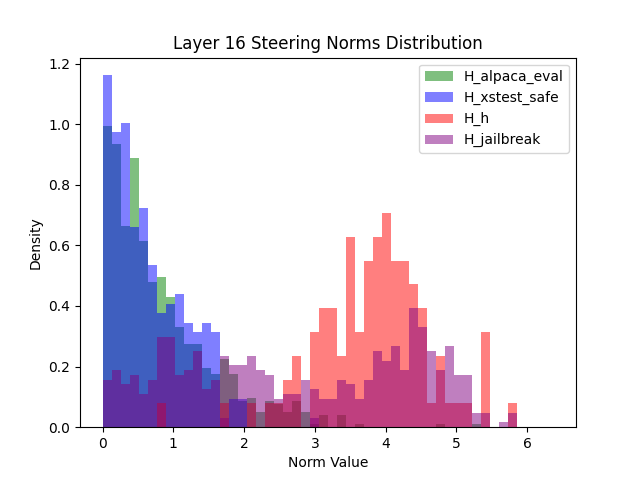 Layer 16 Steering Norms Distribution
H_alpaca_eval
H_xstest_safe
H_h
H_jailbreak
Density
1.2
1.0
0.8
0.6
0.4
0.2
0.0
0 1 2 3 4 5 6
Norm Value